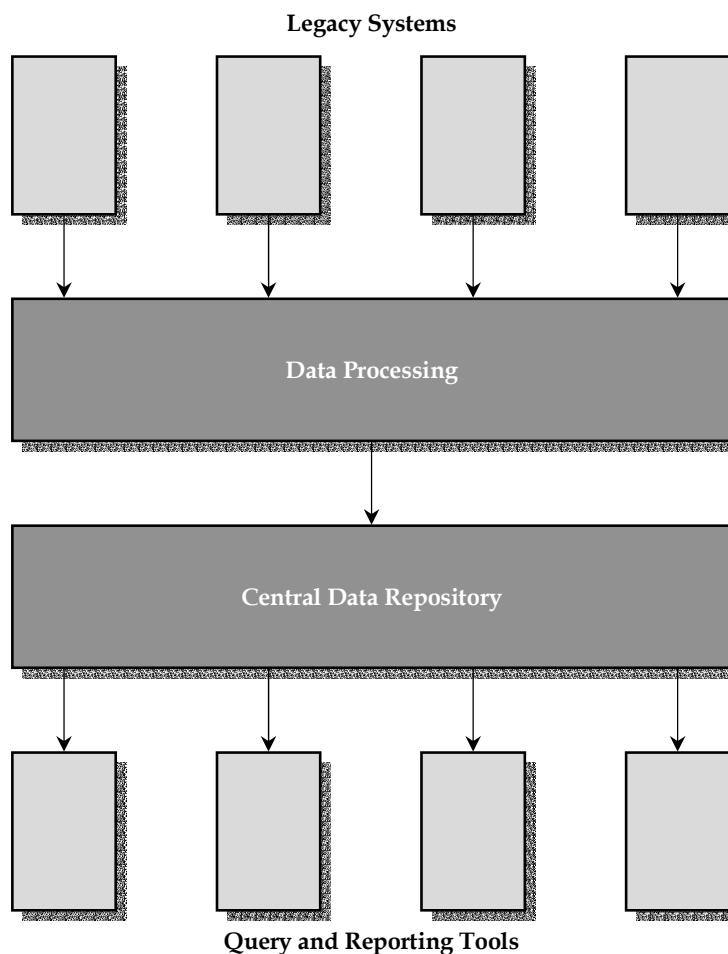 Legacy Systems
Data Processing
Central Data Repository
Query and Reporting Tools